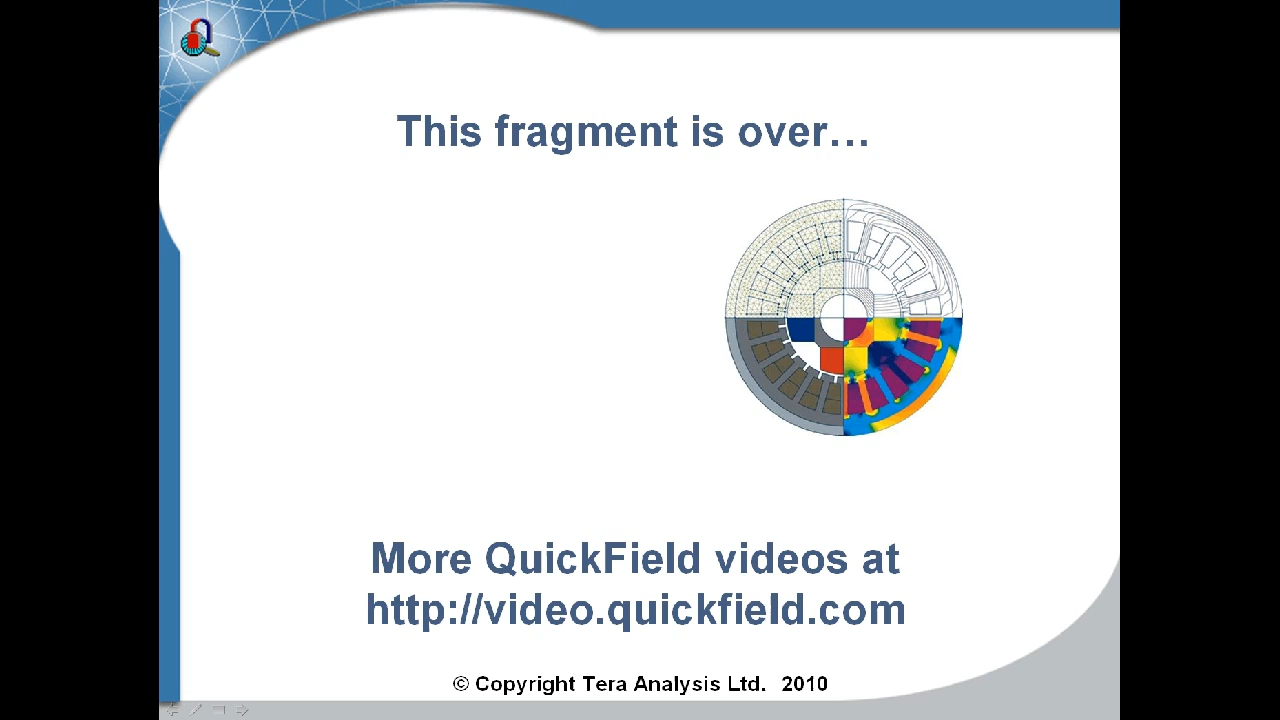 This fragment is over…
More QuickField videos at
http://video.quickfield.com
© Copyright Tera Analysis Ltd. 2010